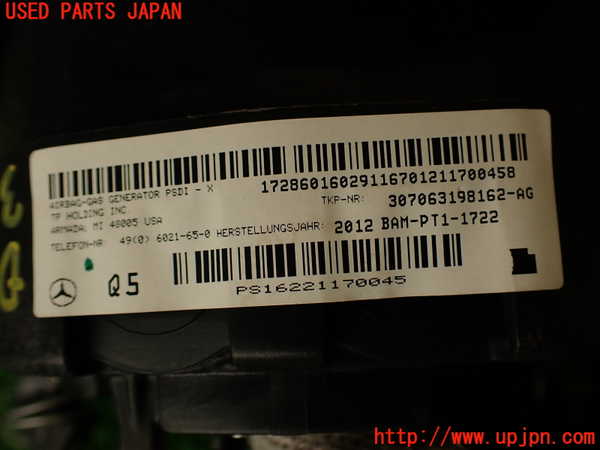 USED PARTS JAPAN
AIRBAG-GAS GENERATOR PSDI - X
TP HOLDING INC
ARMADA, MI 48005 USA
TELEFON-NR 49(0) 6021-65-0 HERSTELLUNGSJAHR: 2012 BAM-PT1-1722
17286016029116701211700458
TKP-NR: 307063198162-AG
Q5
PS16221170045
http://www.upjpn.com/